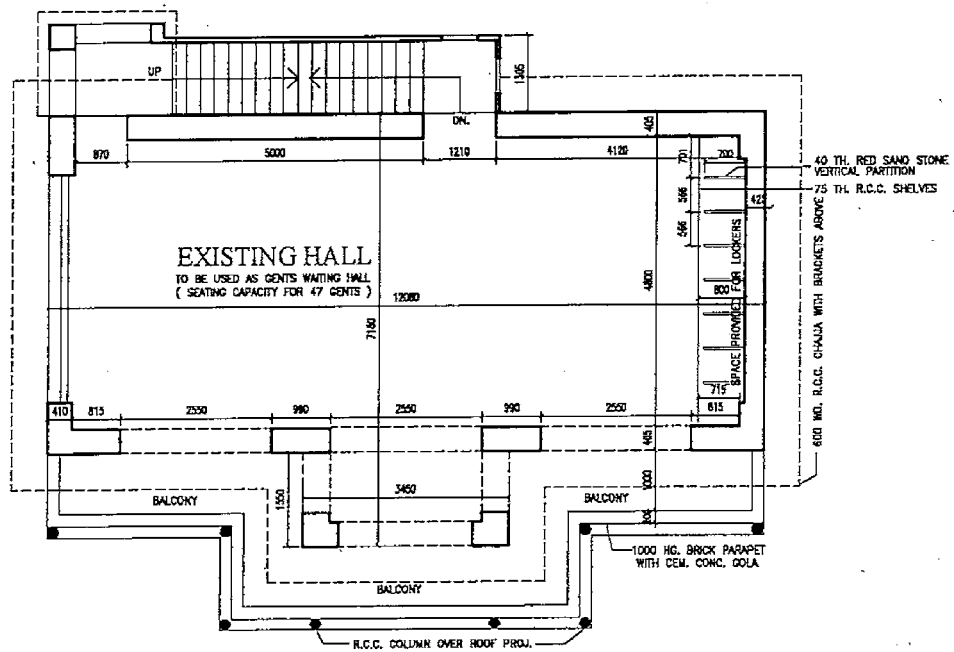 UP
DN.
1305
405
870
5000
1210
4120
701
700
40 TH. RED SAND STONE
VERTICAL PARTITION
75 TH. R.C.C. SHELVES
425
566
566
EXISTING HALL
TO BE USED AS GENTS WAITING HALL
( SEATING CAPACITY FOR 47 GENTS )
12080
7180
4800
800
SPACE PROVIDED FOR LOCKERS
600 WD. R.C.C. CHAJJA WITH BRACKETS ABOVE
715
410
815
2550
990
2550
990
2550
615
405
1550
3450
1000
200
BALCONY
BALCONY
1000 HG. BRICK PARAPET
WITH CEM. CONC. GOLA
BALCONY
R.C.C. COLUMN OVER ROOF PROJ.